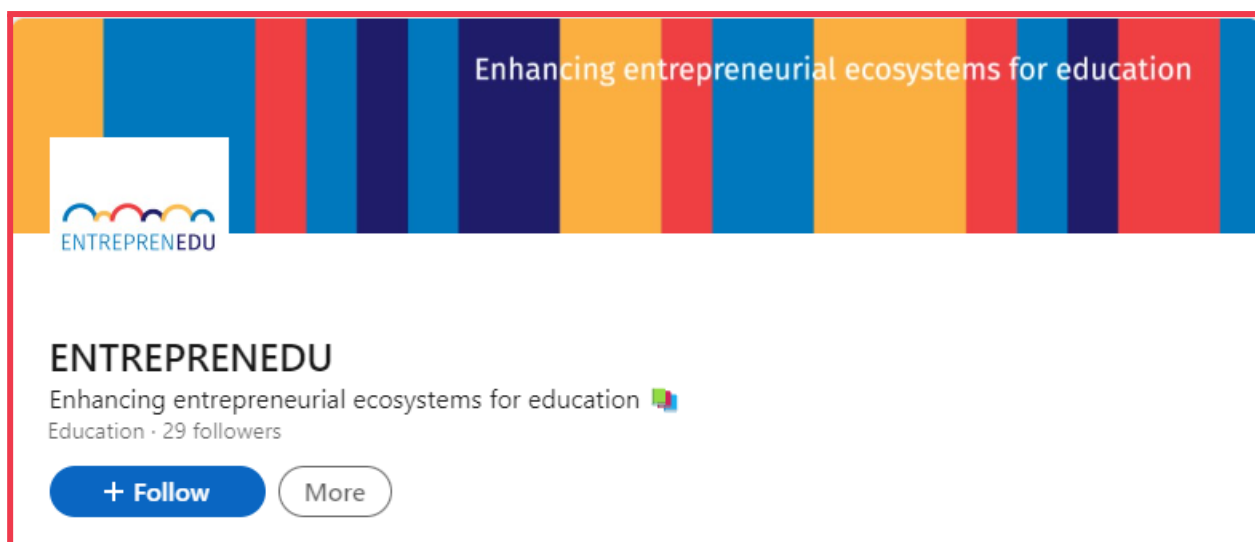 Enhancing entrepreneurial ecosystems for education
ENTREPRENEDU
ENTREPRENEDU
Enhancing entrepreneurial ecosystems for education
Education · 29 followers
+ Follow
More